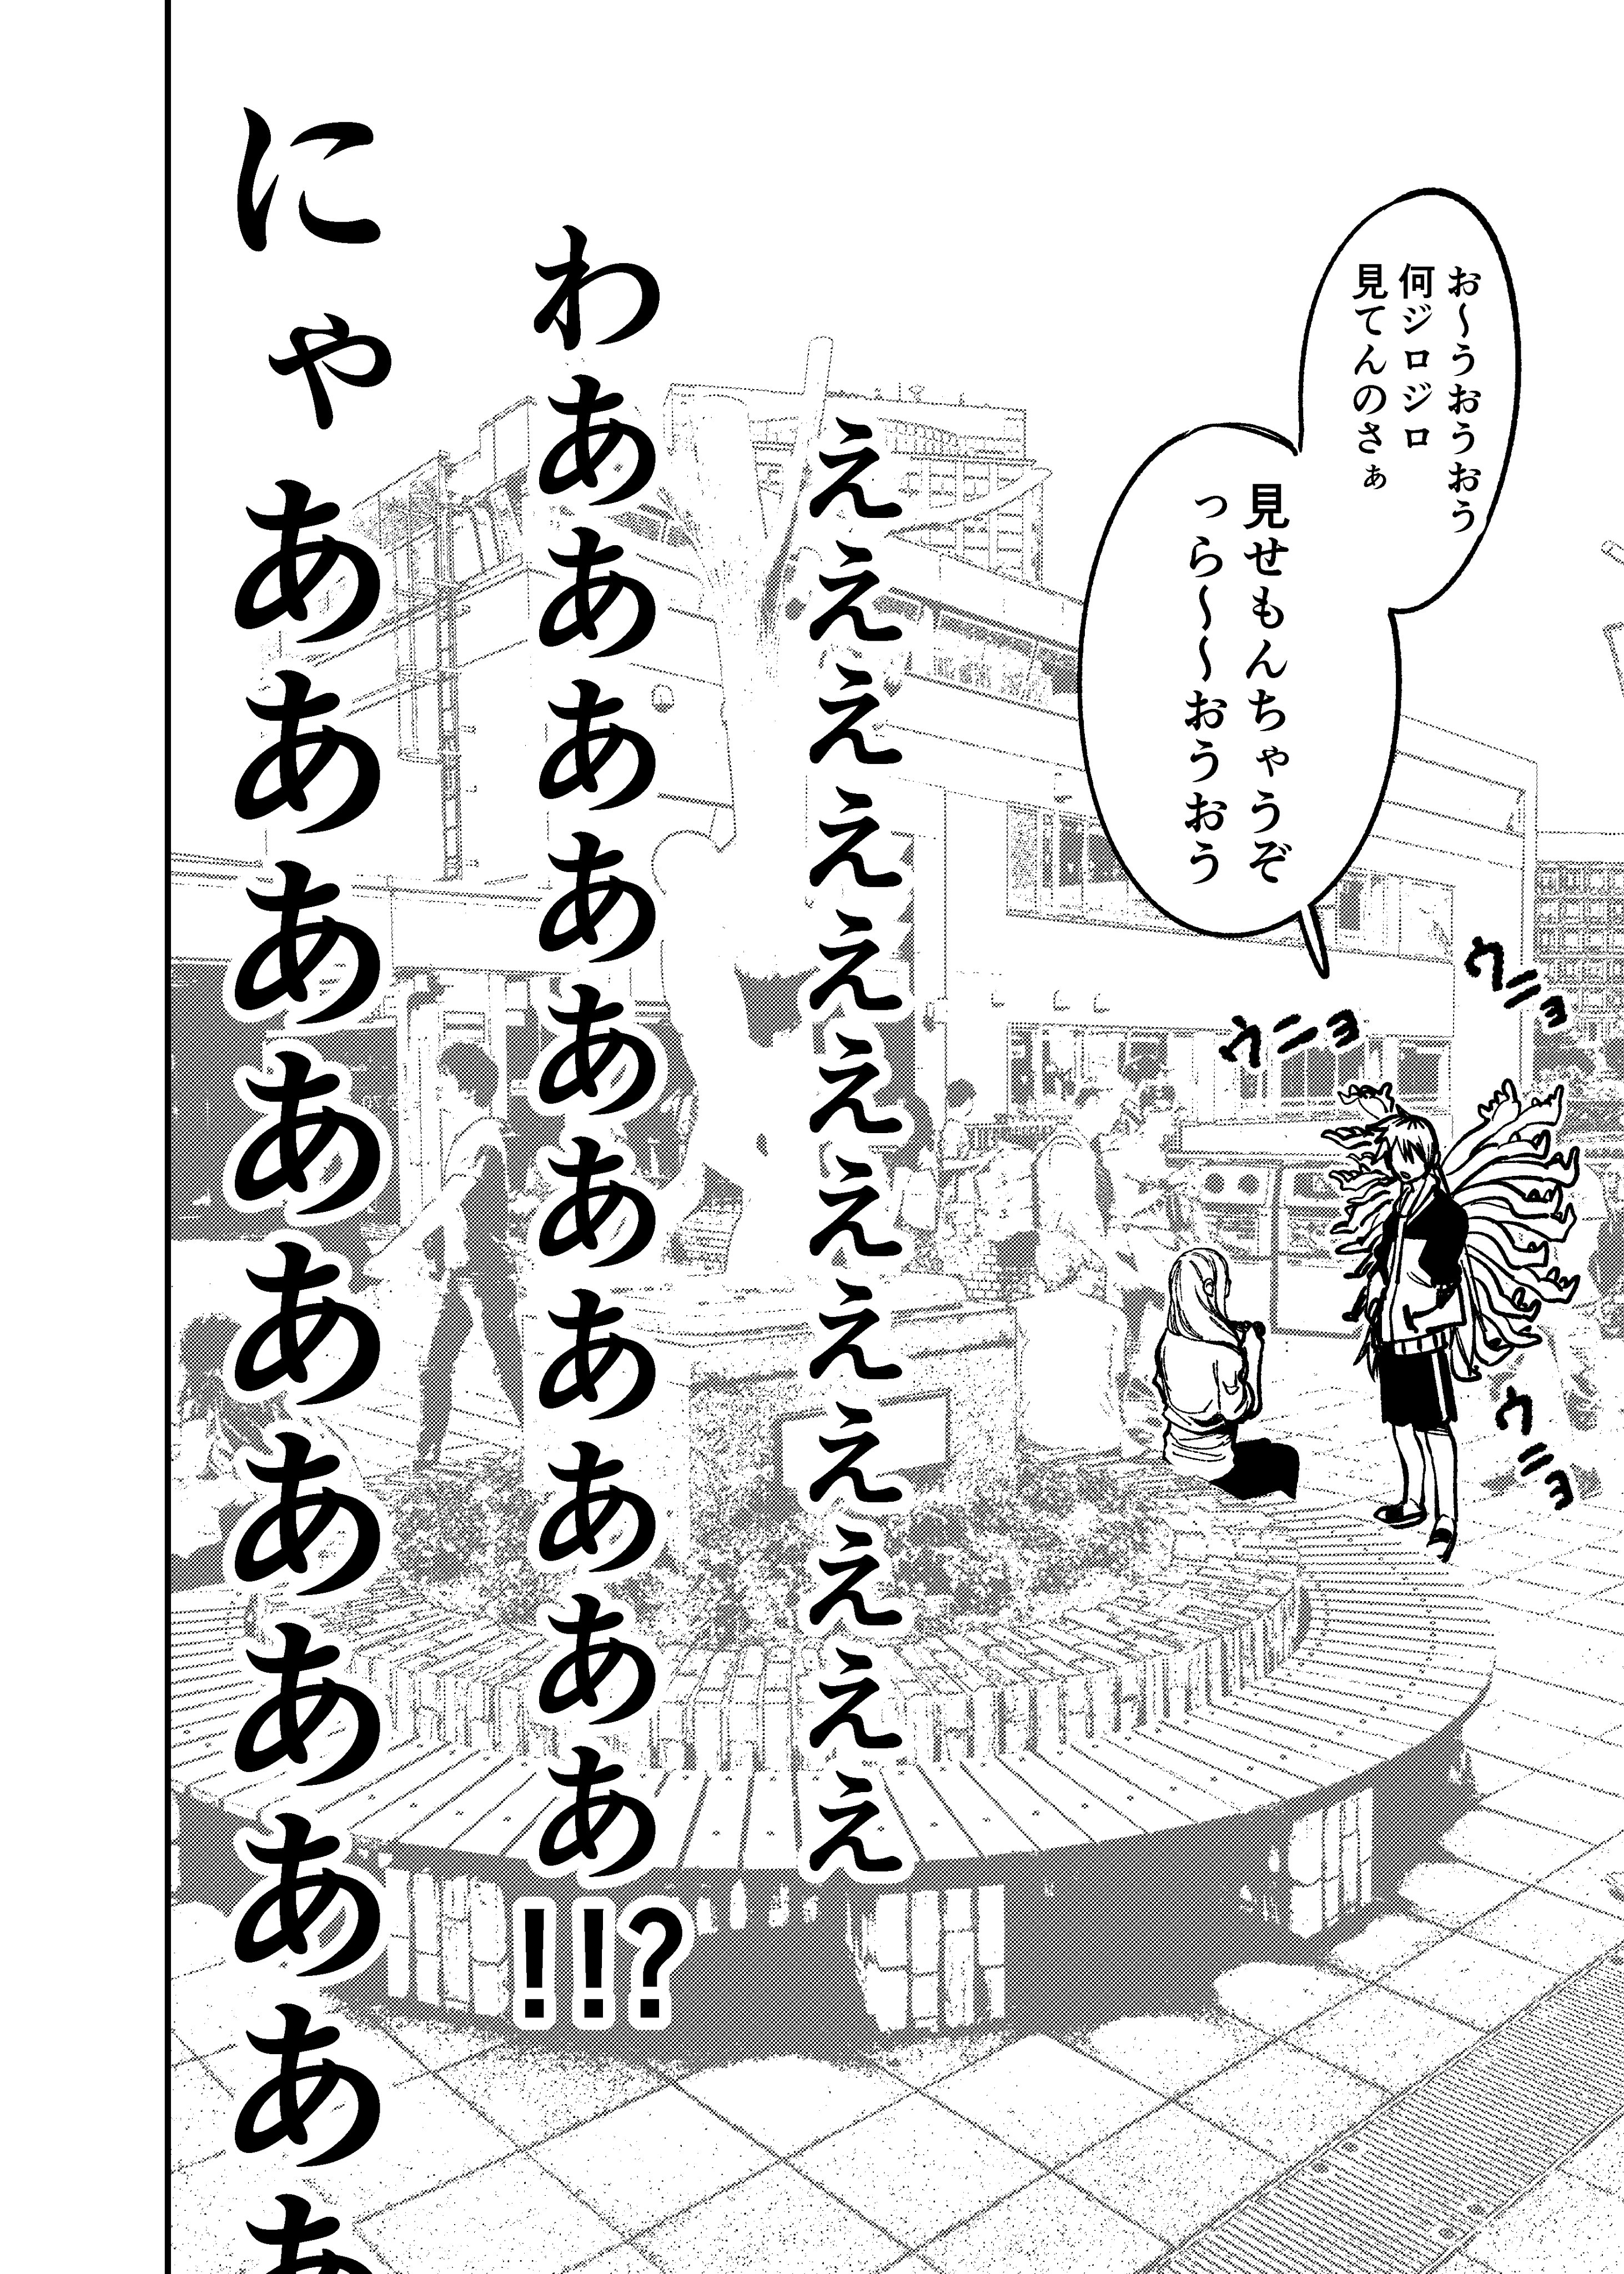 お〜うおうおう
何ジロジロ
見てんのさぁ
見せもんちゃうぞ
っら〜〜おうおう
ウニョ
ウニョ
ウニョ
ええええええええええええ
わああああああああああ!!?
にゃああああああああああ